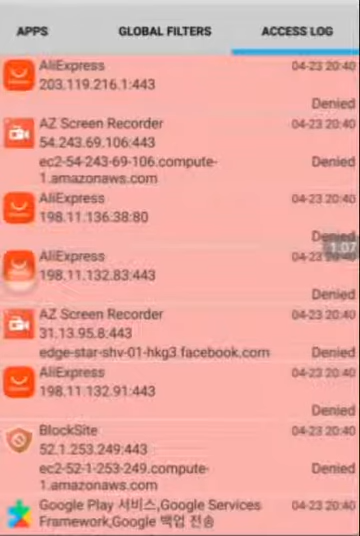 APPS GLOBAL FILTERS ACCESS LOG
AliExpress 04-23 20:40
203.119.216.1:443
Denied
AZ Screen Recorder 04-23 20:40
54.243.69.106:443
ec2-54-243-69-106.compute- Denied
1.amazonaws.com
AliExpress 04-23 20:40
198.11.136.38:80
Denied
1:07
AliExpress 04-23 20:40
198.11.132.83:443
Denied
AZ Screen Recorder 04-23 20:40
31.13.95.8:443
edge-star-shv-01-hkg3.facebook.com Denied
AliExpress 04-23 20:40
198.11.132.91:443
Denied
BlockSite 04-23 20:40
52.1.253.249:443
ec2-52-1-253-249.compute- Denied
1.amazonaws.com
Google Play 서비스,Google Services 04-23 20:40
Framework,Google 백업 전송